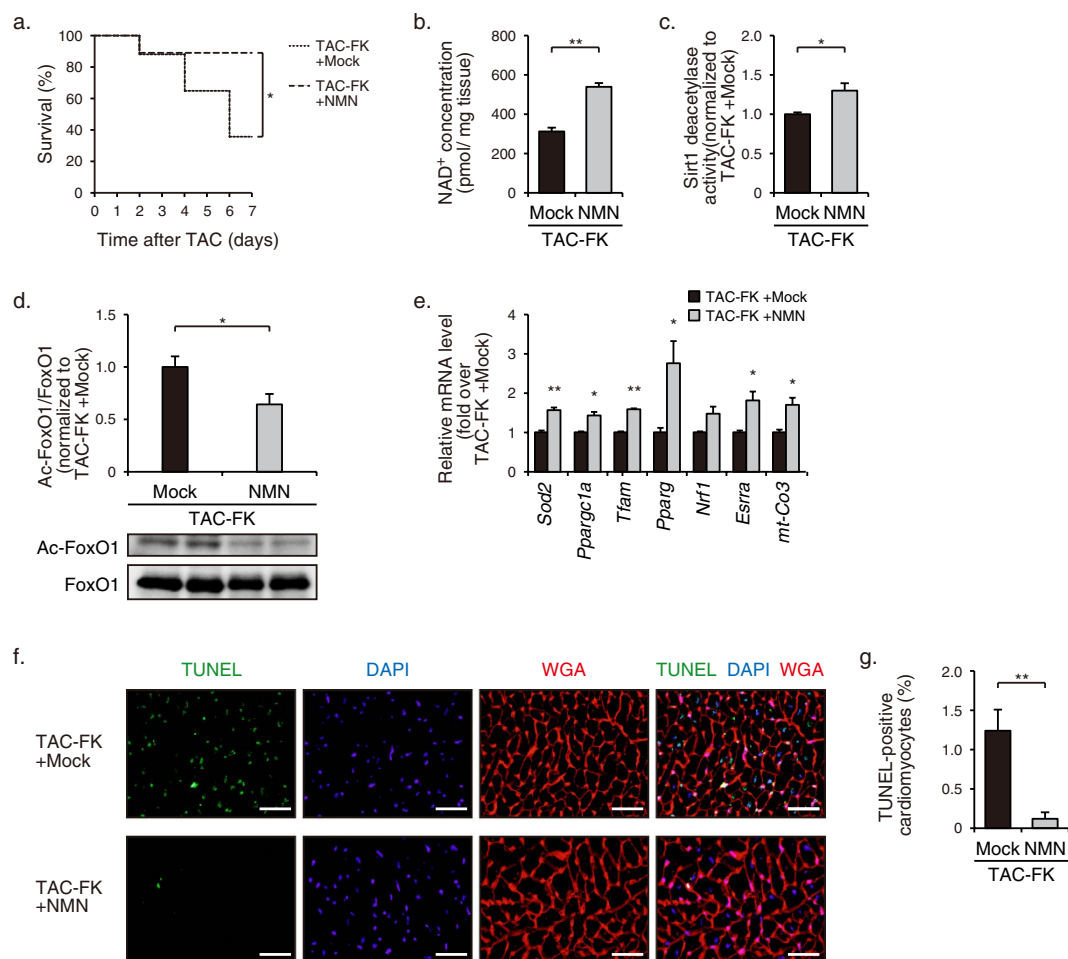 a.
100
80
60
40
20
0
Survival (%)
0 1 2 3 4 5 6 7
Time after TAC (days)
TAC-FK
+Mock
TAC-FK
+NMN
*
b.
800
600
400
200
0
NAD+ concentration
(pmol/ mg tissue)
**
Mock NMN
TAC-FK
c.
2.0
1.5
1.0
0.5
0
Sirt1 deacetylase
activity(normalized to
TAC-FK +Mock)
*
Mock NMN
TAC-FK
d.
1.5
1.0
0.5
0
Ac-FoxO1/FoxO1
(normalized to
TAC-FK +Mock)
*
Mock NMN
TAC-FK
Ac-FoxO1
FoxO1
e.
TAC-FK +Mock
TAC-FK +NMN
4
3
2
1
0
Relative mRNA level
(fold over
TAC-FK +Mock)
** * ** * * *
Sod2
Ppargc1a
Tfam
Pparg
Nrf1
Esrra
mt-Co3
f.
TUNEL DAPI WGA TUNEL DAPI WGA
TAC-FK
+Mock
TAC-FK
+NMN
g.
2.0
1.5
1.0
0.5
0
TUNEL-positive
cardiomyocytes (%)
**
Mock NMN
TAC-FK